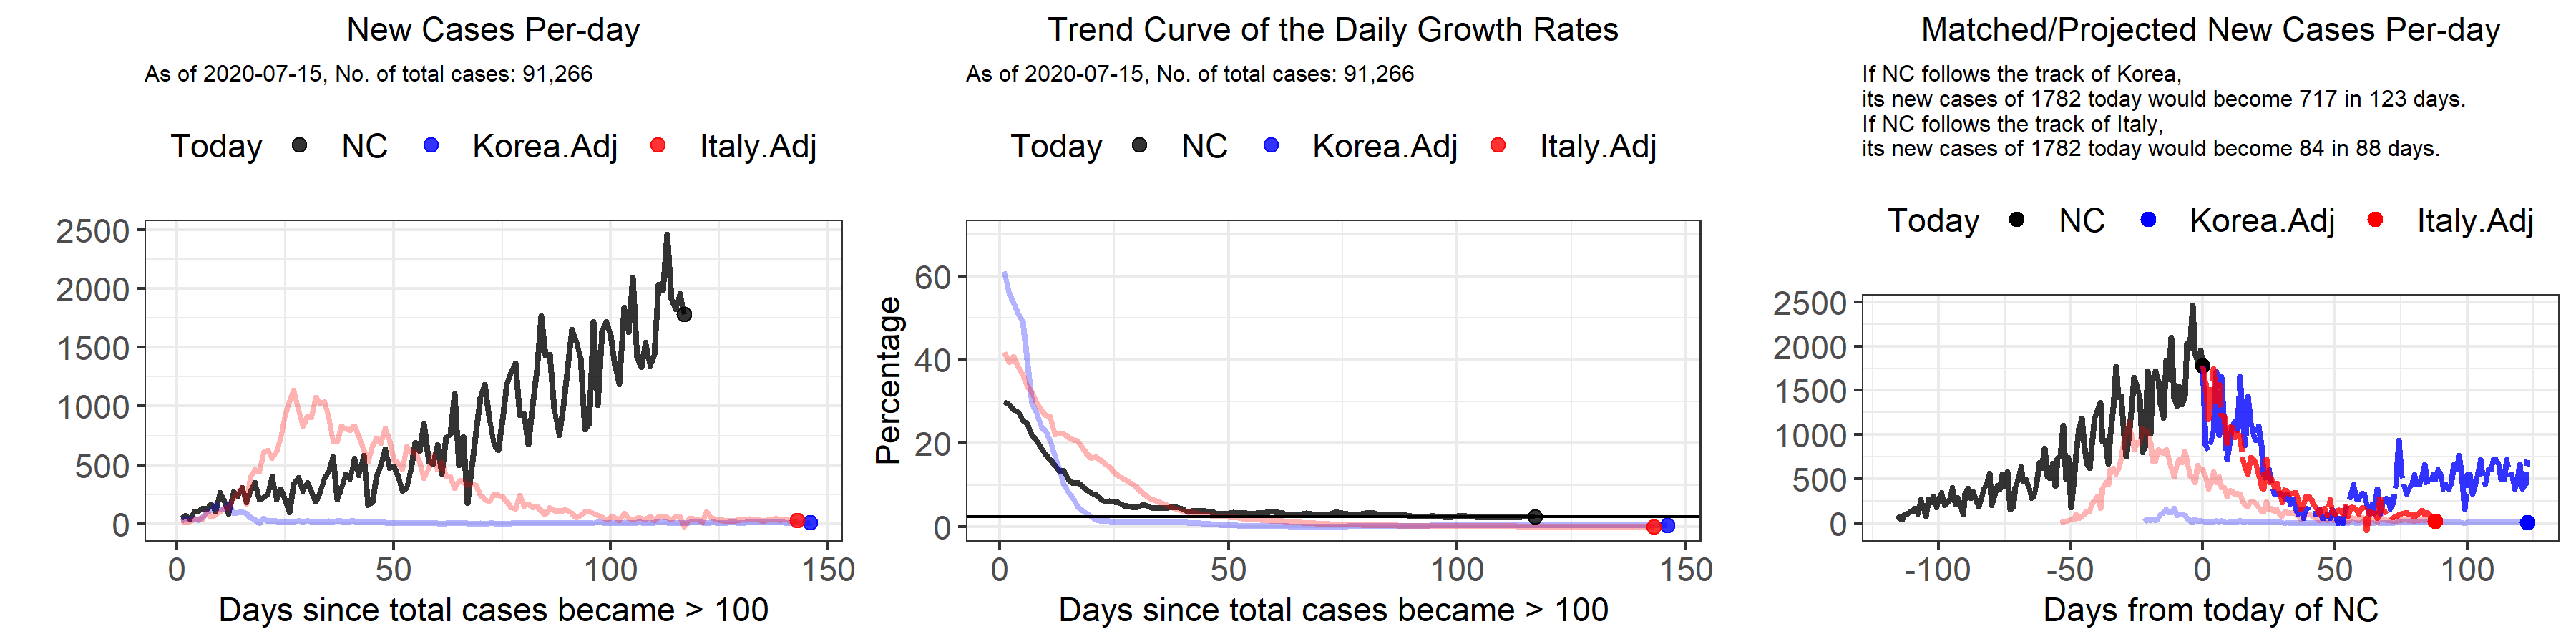 New Cases Per-day
As of 2020-07-15, No. of total cases: 91,266
Today NC Korea.Adj Italy.Adj
2500
2000
1500
1000
500
0
0 50 100 150
Days since total cases became > 100
Trend Curve of the Daily Growth Rates
As of 2020-07-15, No. of total cases: 91,266
Today NC Korea.Adj Italy.Adj
Percentage
60
40
20
0
0 50 100 150
Days since total cases became > 100
Matched/Projected New Cases Per-day
If NC follows the track of Korea,
its new cases of 1782 today would become 717 in 123 days.
If NC follows the track of Italy,
its new cases of 1782 today would become 84 in 88 days.
Today NC Korea.Adj Italy.Adj
2500
2000
1500
1000
500
0
-100 -50 0 50 100
Days from today of NC